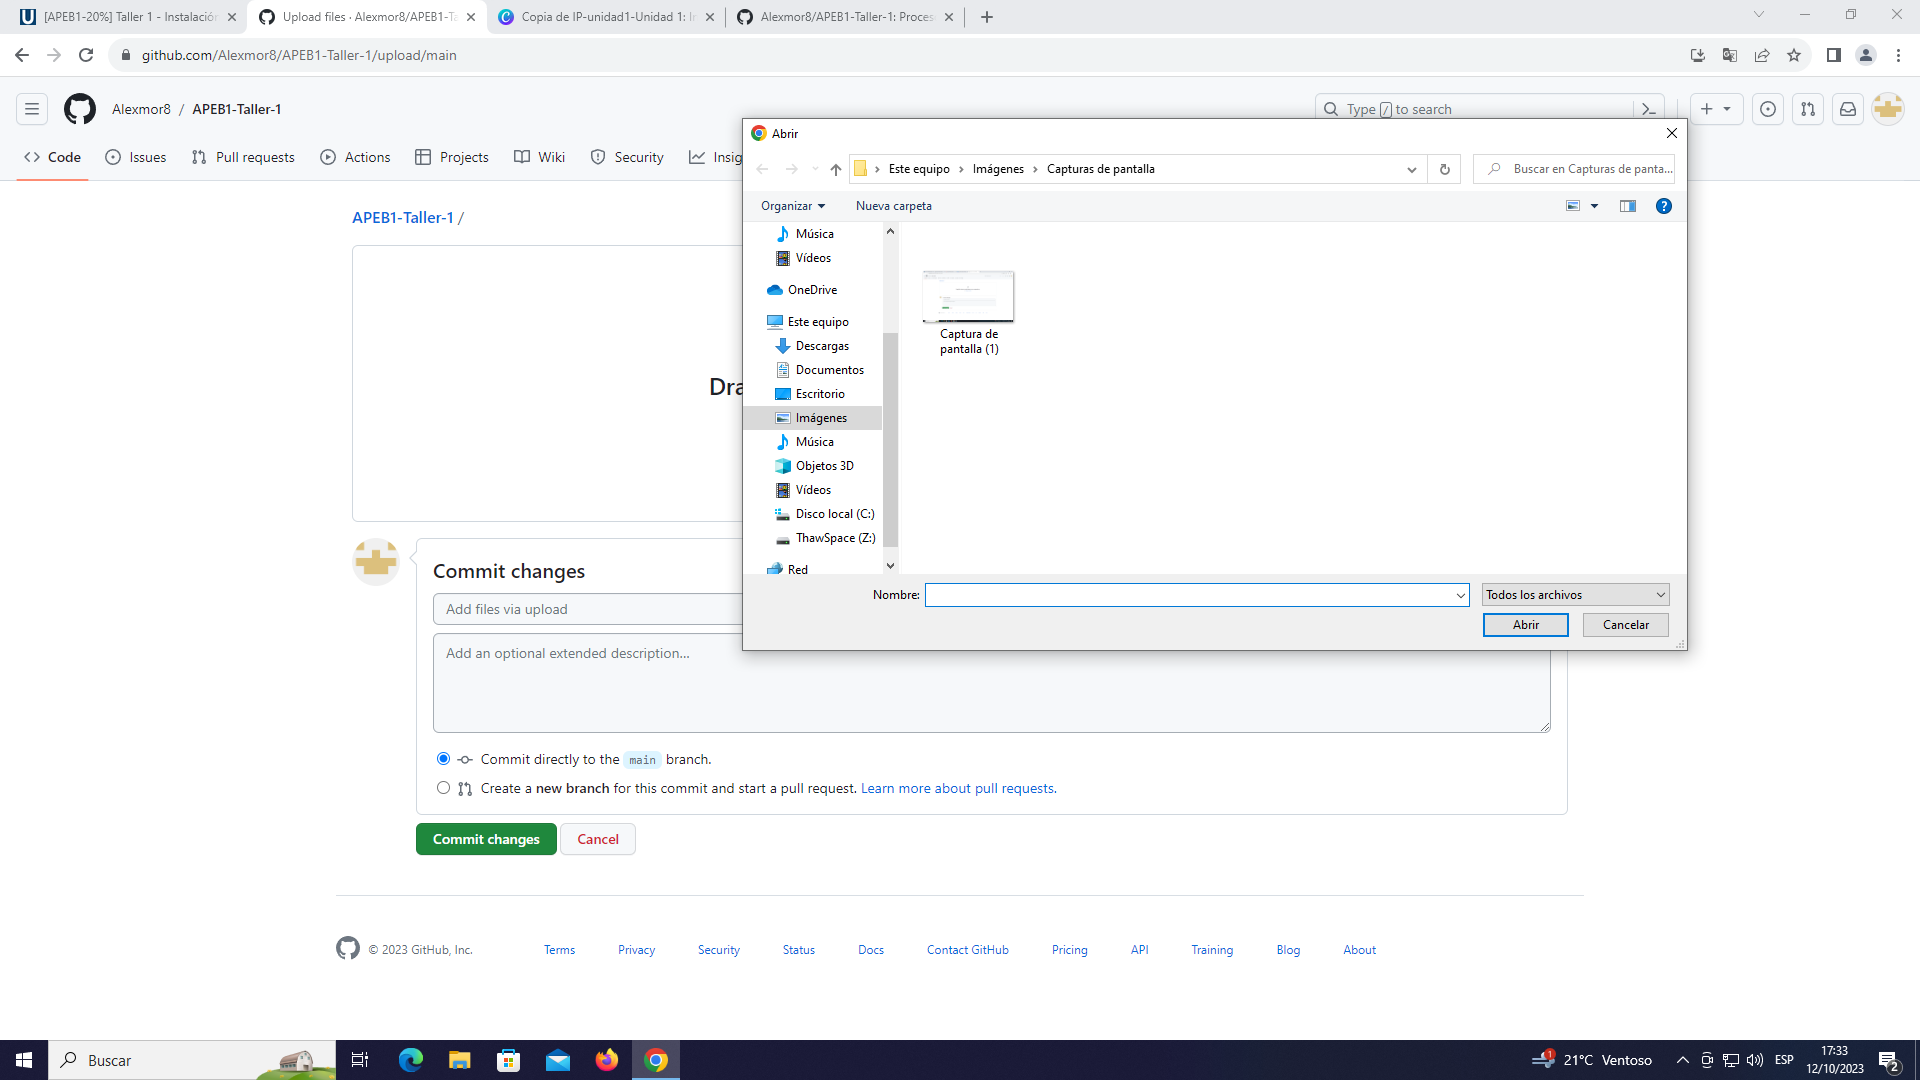 [APEB1-20%] Taller 1 - Instalación
Upload files · Alexmor8/APEB1-Ta
Copia de IP-unidad1-Unidad 1: I
Alexmor8/APEB1-Taller-1: Proces
github.com/Alexmor8/APEB1-Taller-1/upload/main
Alexmor8 / APEB1-Taller-1
Type / to search
Code
Issues
Pull requests
Actions
Projects
Wiki
Security
Insig
APEB1-Taller-1 /
Dra
Abrir
Este equipo > Imágenes > Capturas de pantalla
Buscar en Capturas de panta...
Organizar
Nueva carpeta
Música
Vídeos
OneDrive
Este equipo
Descargas
Documentos
Escritorio
Imágenes
Música
Objetos 3D
Vídeos
Disco local (C:)
ThawSpace (Z:)
Red
Captura de
pantalla (1)
Nombre:
Todos los archivos
Abrir
Cancelar
Commit changes
Add files via upload
Add an optional extended description...
Commit directly to the main branch.
Create a new branch for this commit and start a pull request. Learn more about pull requests.
Commit changes
Cancel
© 2023 GitHub, Inc.
Terms
Privacy
Security
Status
Docs
Contact GitHub
Pricing
API
Training
Blog
About
Buscar
1
21°C Ventoso
ESP
17:33
12/10/2023
2